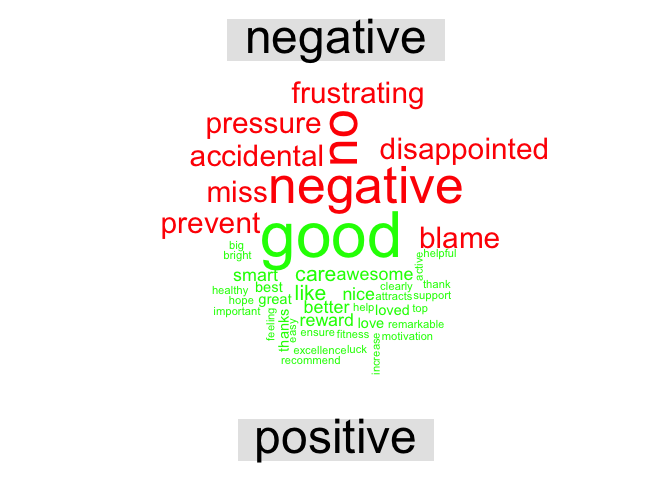 negative
frustrating
pressure
no
accidental
disappointed
miss
negative
prevent
good
blame
big
bright
active
helpful
smart
care
awesome
healthy
best
like
nice
clearly
thank
hope
great
attracts
support
important
better
help
loved
top
feeling
thanks
easy
reward
love
remarkable
ensure
fitness
motivation
increase
excellence
luck
recommend
positive